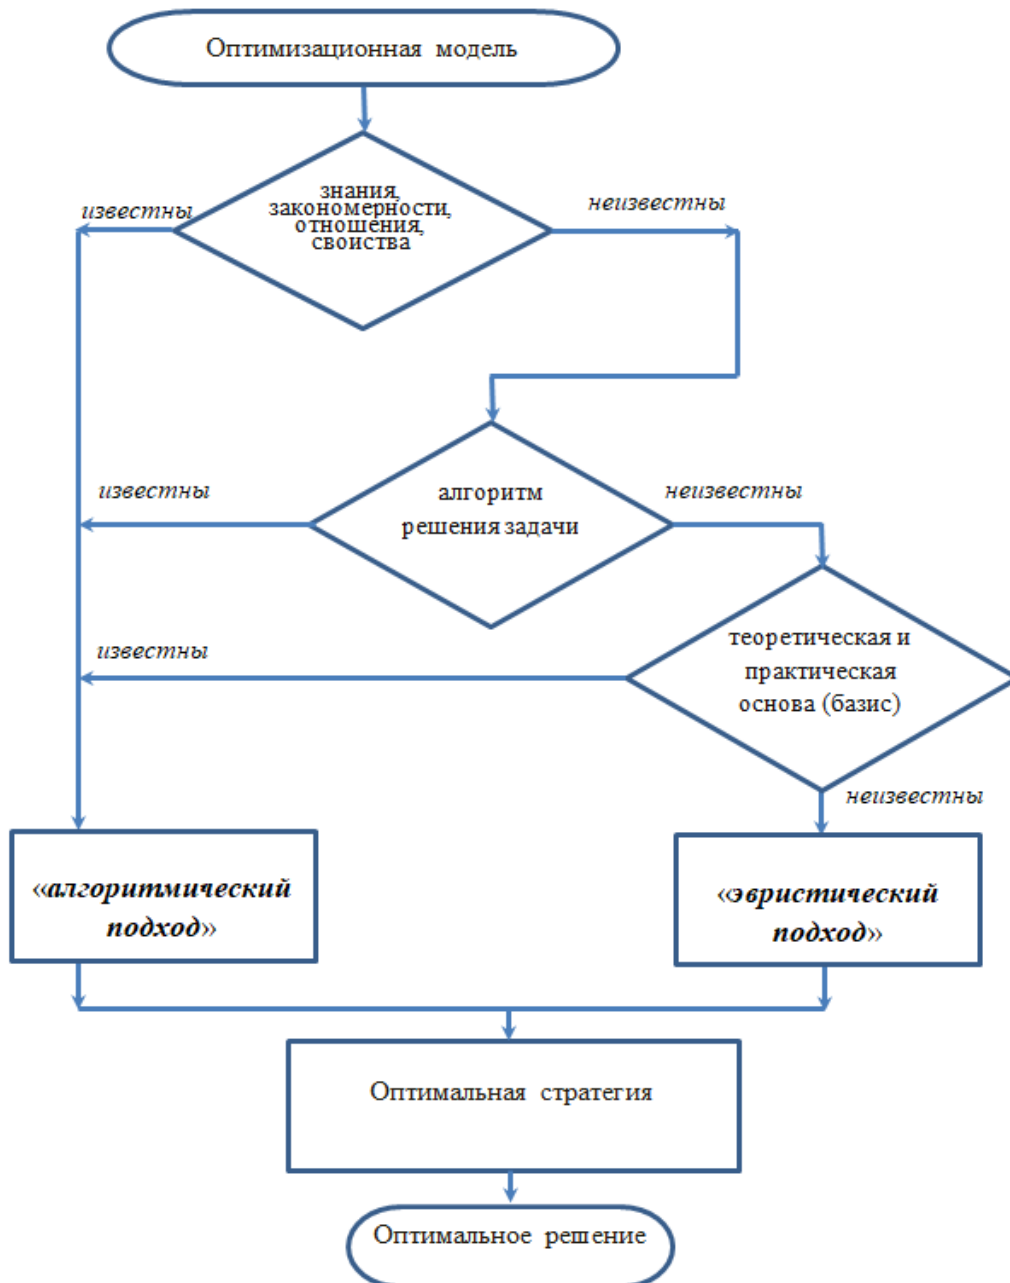 Оптимизационная модель
знания,
закономерности,
отношения,
своиства
известны
неизвестны
алгоритм
решения задачи
известны
неизвестны
теоретическая и
практическая
основа (базис)
известны
неизвестны
«алгоритмический
подход»
«эвристический
подход»
Оптимальная стратегия
Оптимальное решение